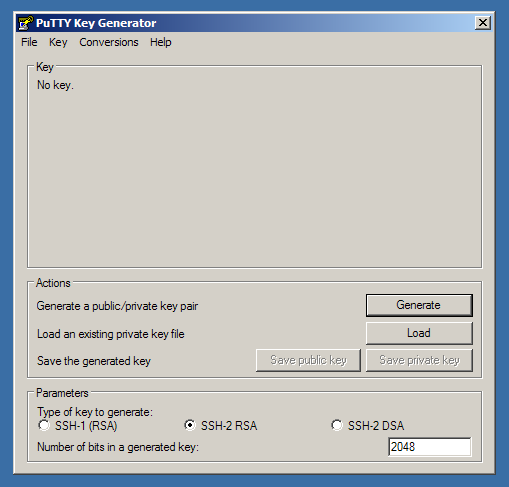 PuTTY Key Generator
File Key Conversions Help
Key
No key.
Actions
Generate a public/private key pair Generate
Load an existing private key file Load
Save the generated key Save public key Save private key
Parameters
Type of key to generate:
SSH-1 (RSA) SSH-2 RSA SSH-2 DSA
Number of bits in a generated key: 2048